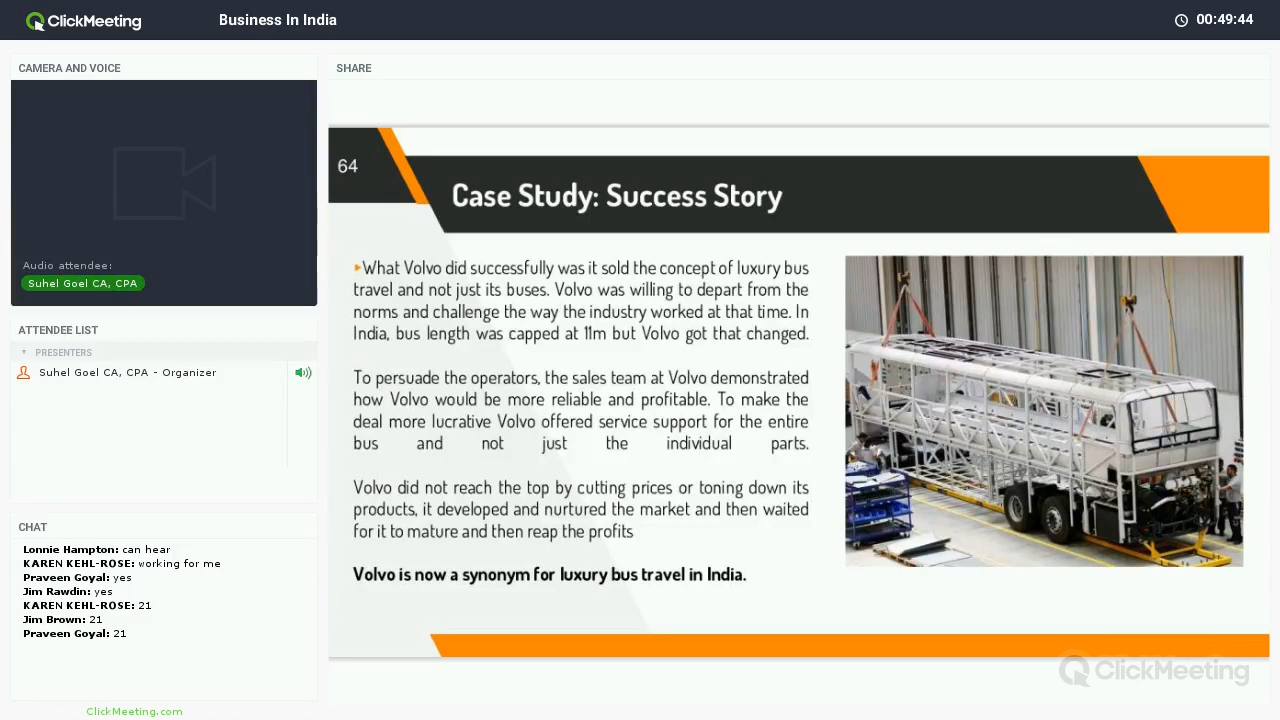 ClickMeeting
Business In India
00:49:44
CAMERA AND VOICE
Audio attendee:
Suhel Goel CA, CPA
ATTENDEE LIST
PRESENTERS
Suhel Goel CA, CPA - Organizer
CHAT
Lonnie Hampton: can hear
KAREN KEHL-ROSE: working for me
Praveen Goyal: yes
Jim Rawdin: yes
KAREN KEHL-ROSE: 21
Jim Brown: 21
Praveen Goyal: 21
ClickMeeting.com
SHARE
64
Case Study: Success Story
What Volvo did successfully was it sold the concept of luxury bus
travel and not just its buses. Volvo was willing to depart from the
norms and challenge the way the industry worked at that time. In
India, bus length was capped at 11m but Volvo got that changed.
To persuade the operators, the sales team at Volvo demonstrated
how Volvo would be more reliable and profitable. To make the
deal more lucrative Volvo offered service support for the entire
bus and not just the individual parts.
Volvo did not reach the top by cutting prices or toning down its
products, it developed and nurtured the market and then waited
for it to mature and then reap the profits
Volvo is now a synonym for luxury bus travel in India.
ClickMeeting